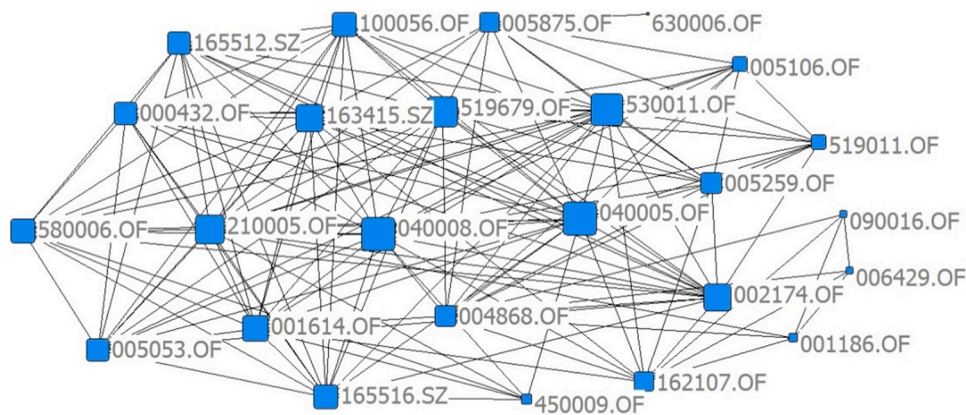 100056.OF
005875.OF
630006.OF
165512.SZ
005106.OF
000432.OF
163415.SZ
519679.OF
530011.OF
519011.OF
005259.OF
580006.OF
210005.OF
040008.OF
040005.OF
090016.OF
006429.OF
002174.OF
001614.OF
004868.OF
001186.OF
005053.OF
165516.SZ
450009.OF
162107.OF